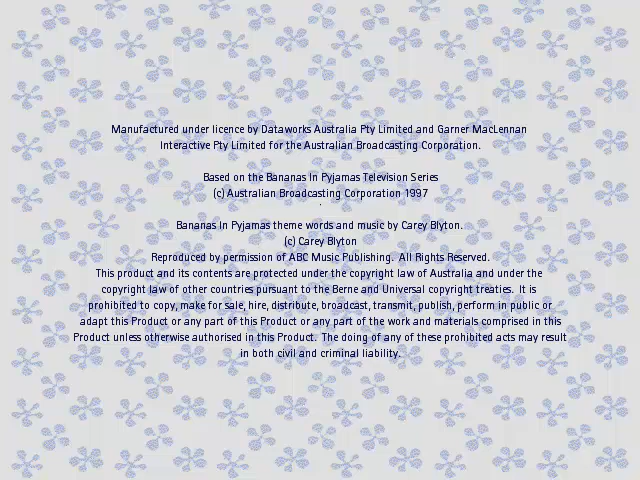 Manufactured under licence by Dataworks Australia Pty Limited and Garner MacLennan
Interactive Pty Limited for the Australian Broadcasting Corporation.
Based on the Bananas In Pyjamas Television Series
(c) Australian Broadcasting Corporation 1997
.
Bananas In Pyjamas theme words and music by Carey Blyton.
(c) Carey Blyton
Reproduced by permission of ABC Music Publishing. All Rights Reserved.
This product and its contents are protected under the copyright law of Australia and under the
copyright law of other countries pursuant to the Berne and Universal copyright treaties. It is
prohibited to copy, make for sale, hire, distribute, broadcast, transmit, publish, perform in public or
adapt this Product or any part of this Product or any part of the work and materials comprised in this
Product unless otherwise authorised in this Product. The doing of any of these prohibited acts may result
in both civil and criminal liability.